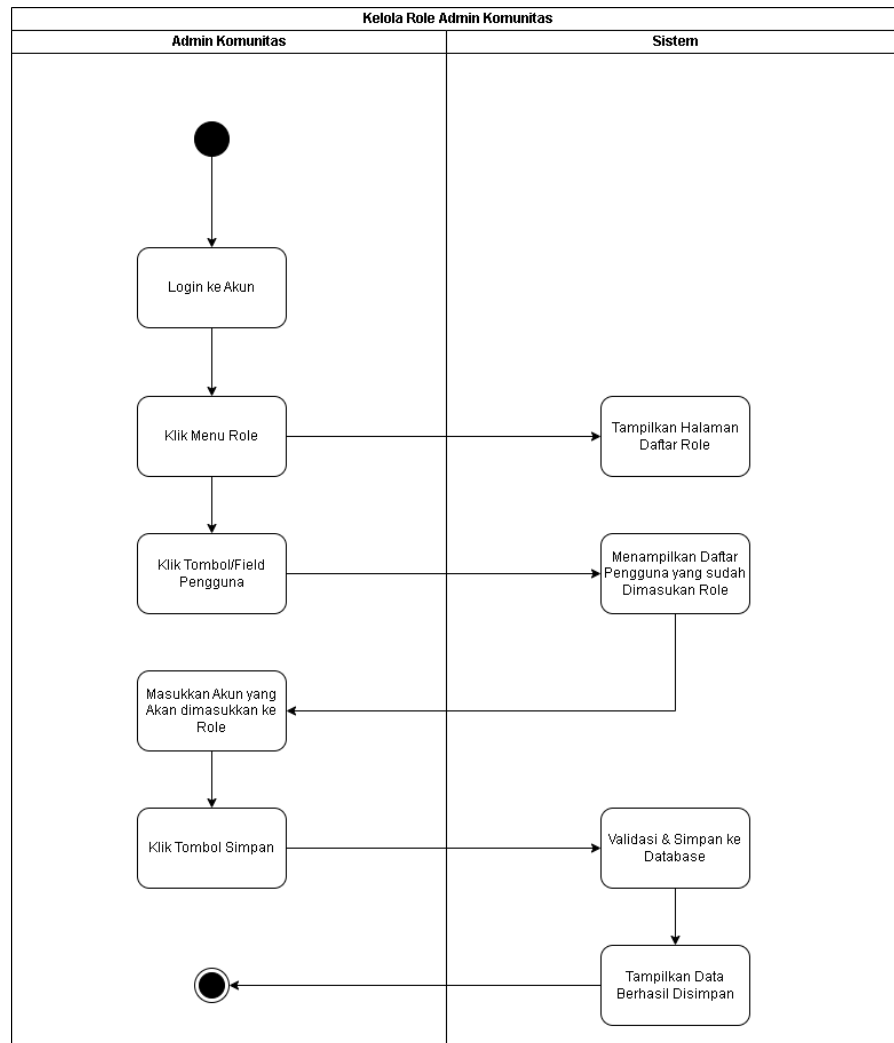 Kelola Role Admin Komunitas
Admin Komunitas
Sistem
Login ke Akun
Klik Menu Role
Tampilkan Halaman
Daftar Role
Klik Tombol/Field
Pengguna
Menampilkan Daftar
Pengguna yang sudah
Dimasukan Role
Masukkan Akun yang
Akan dimasukkan ke
Role
Klik Tombol Simpan
Validasi & Simpan ke
Database
Tampilkan Data
Berhasil Disimpan